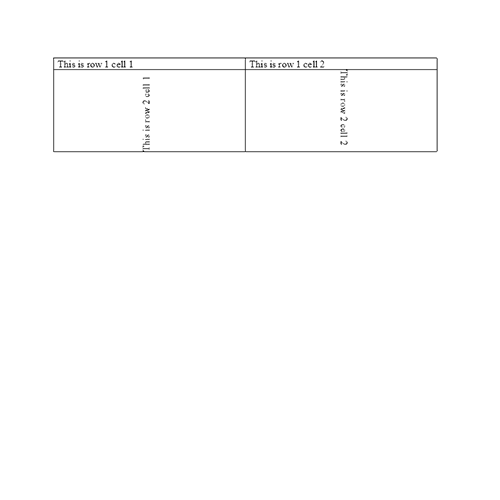 This is row 1 cell 1
This is row 1 cell 2
This is row 2 cell 1
This is row 2 cell 2